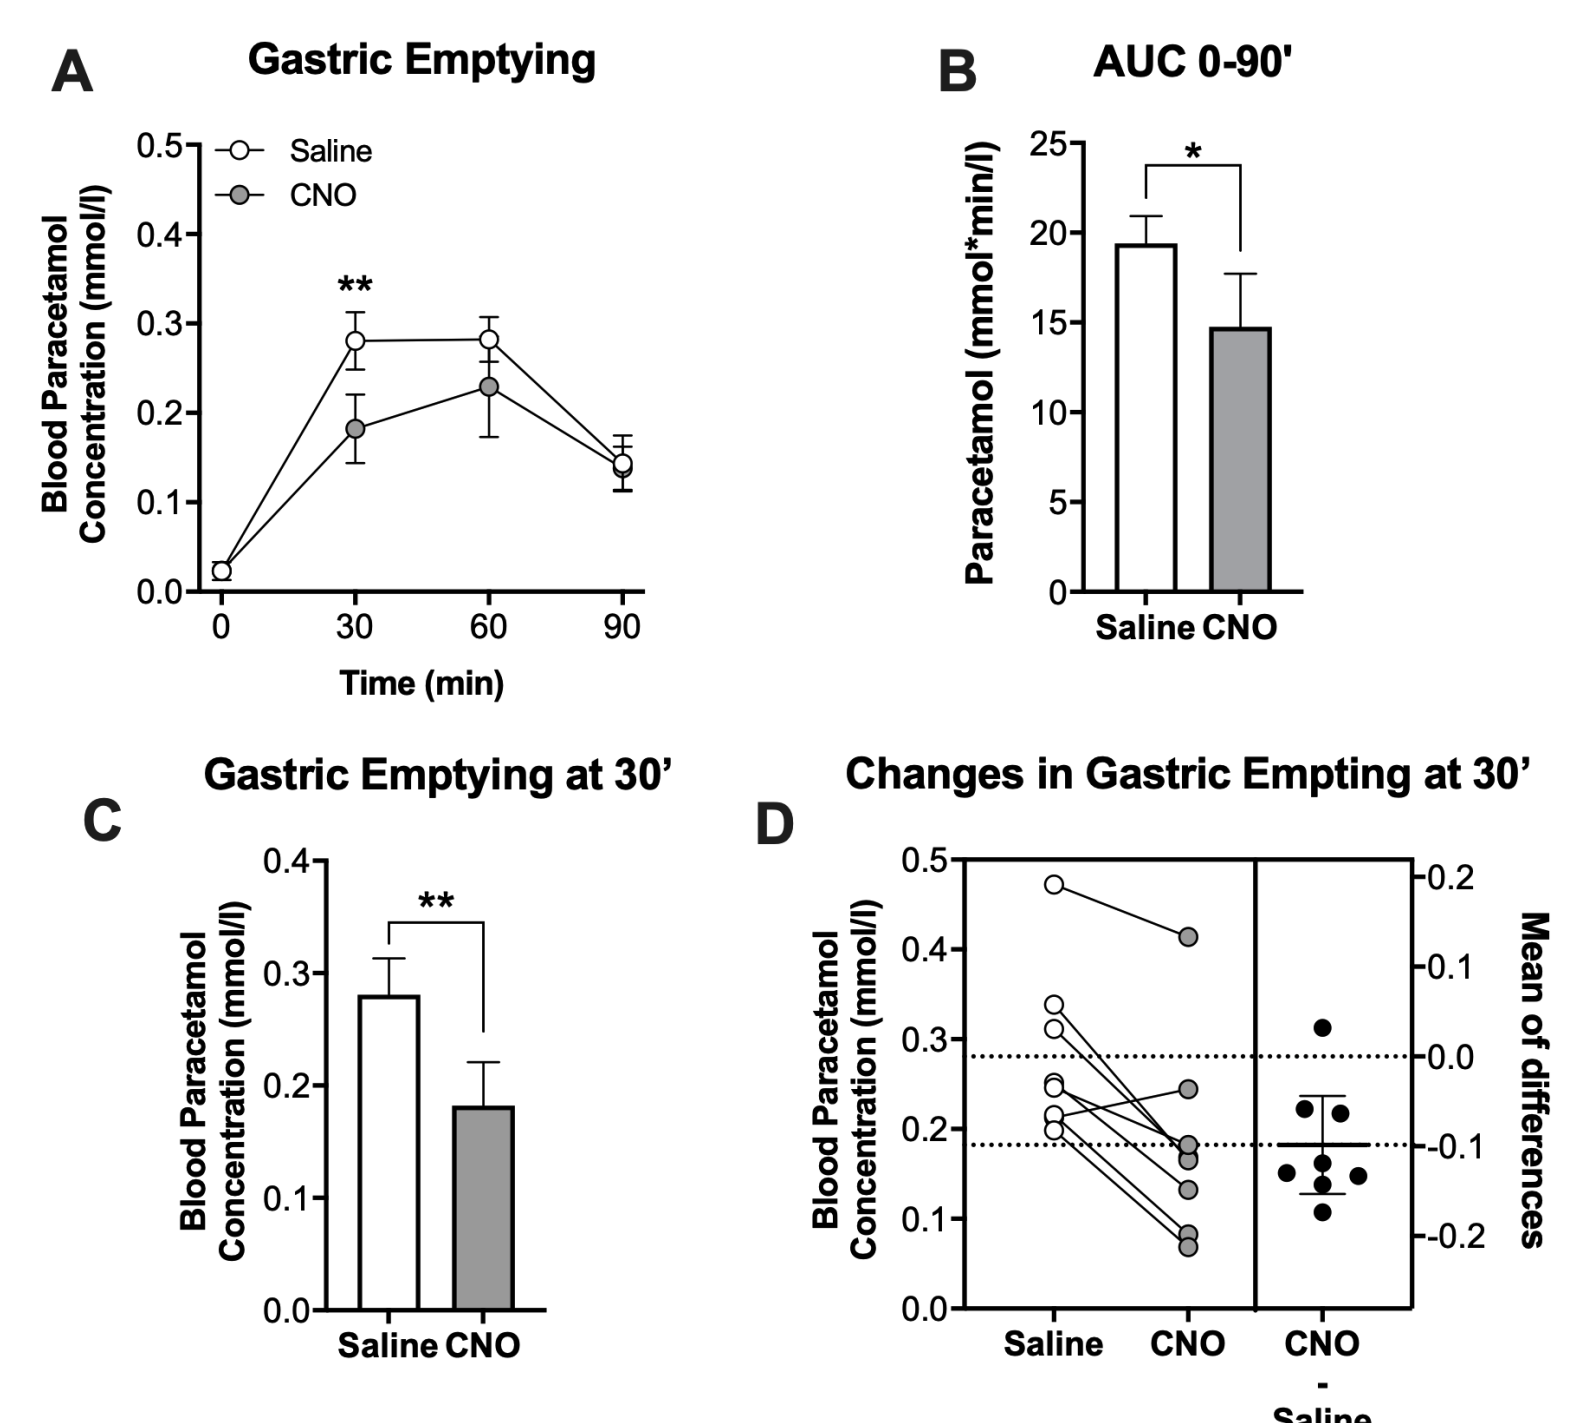 A
Gastric Emptying
Blood Paracetamol
Concentration (mmol/l)
0.5
0.4
0.3
0.2
0.1
0.0
Saline
CNO
**
0 30 60 90
Time (min)
B
AUC 0-90'
Paracetamol (mmol*min/l)
25
20
15
10
5
0
*
Saline CNO
C
Gastric Emptying at 30’
Blood Paracetamol
Concentration (mmol/l)
0.4
0.3
0.2
0.1
0.0
**
Saline CNO
D
Changes in Gastric Empting at 30’
Blood Paracetamol
Concentration (mmol/l)
0.5
0.4
0.3
0.2
0.1
0.0
0.2
0.1
0.0
-0.1
-0.2
Mean of differences
Saline CNO CNO
-
Saline